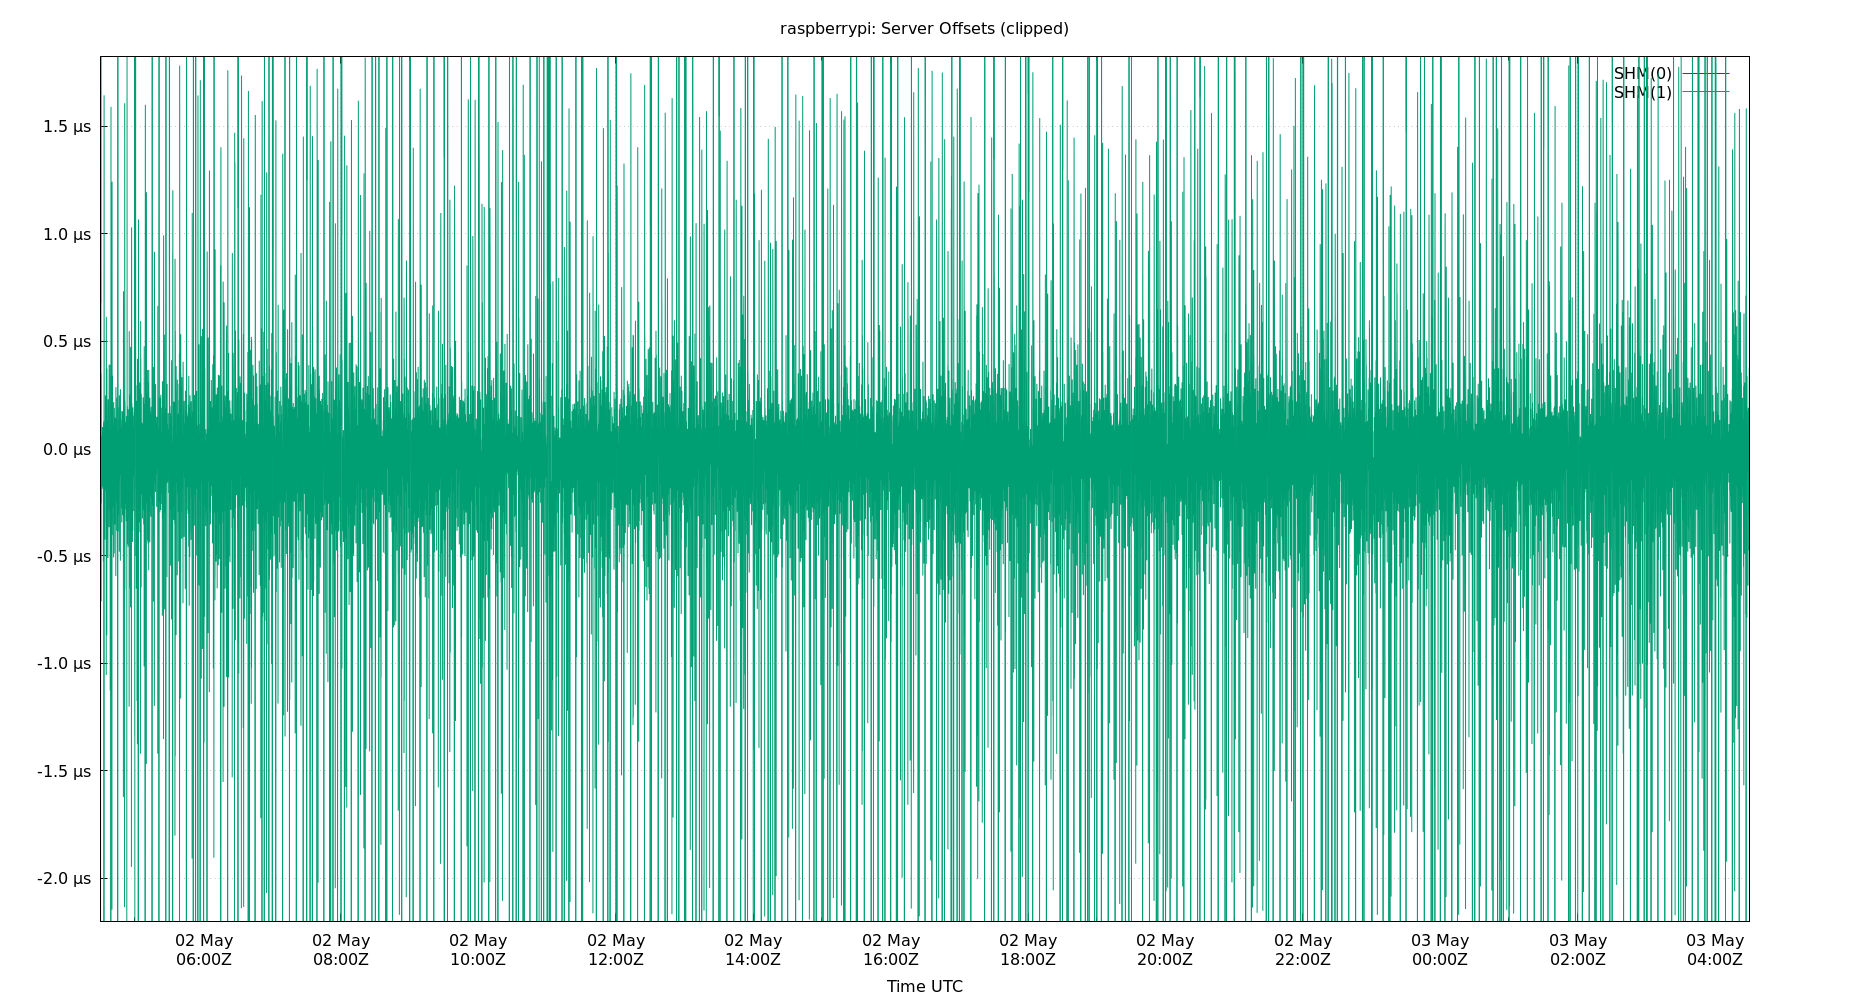 raspberrypi: Server Offsets (clipped)
SHM(0)
SHM(1)
1.5 µs
1.0 µs
0.5 µs
0.0 µs
-0.5 µs
-1.0 µs
-1.5 µs
-2.0 µs
02 May 02 May 02 May 02 May 02 May 02 May 02 May 02 May 02 May 03 May 03 May 03 May
06:00Z 08:00Z 10:00Z 12:00Z 14:00Z 16:00Z 18:00Z 20:00Z 22:00Z 00:00Z 02:00Z 04:00Z
Time UTC